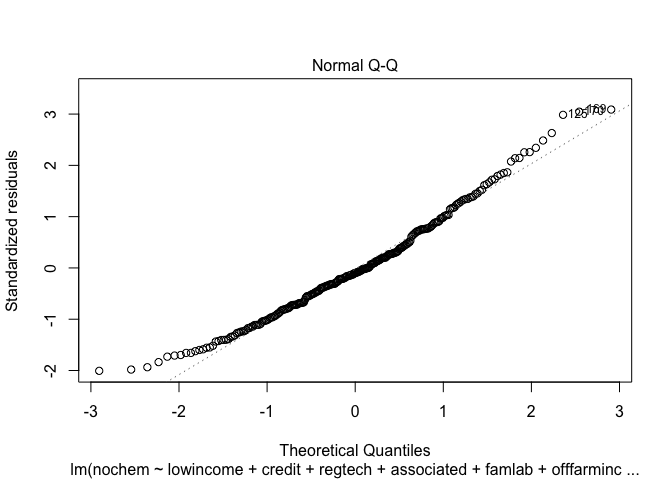 Normal Q-Q
Standardized residuals
3
2
1
0
-1
-2
-3 -2 -1 0 1 2 3
Theoretical Quantiles
lm(nochem ~ lowincome + credit + regtech + associated + famlab + offfarminc ...